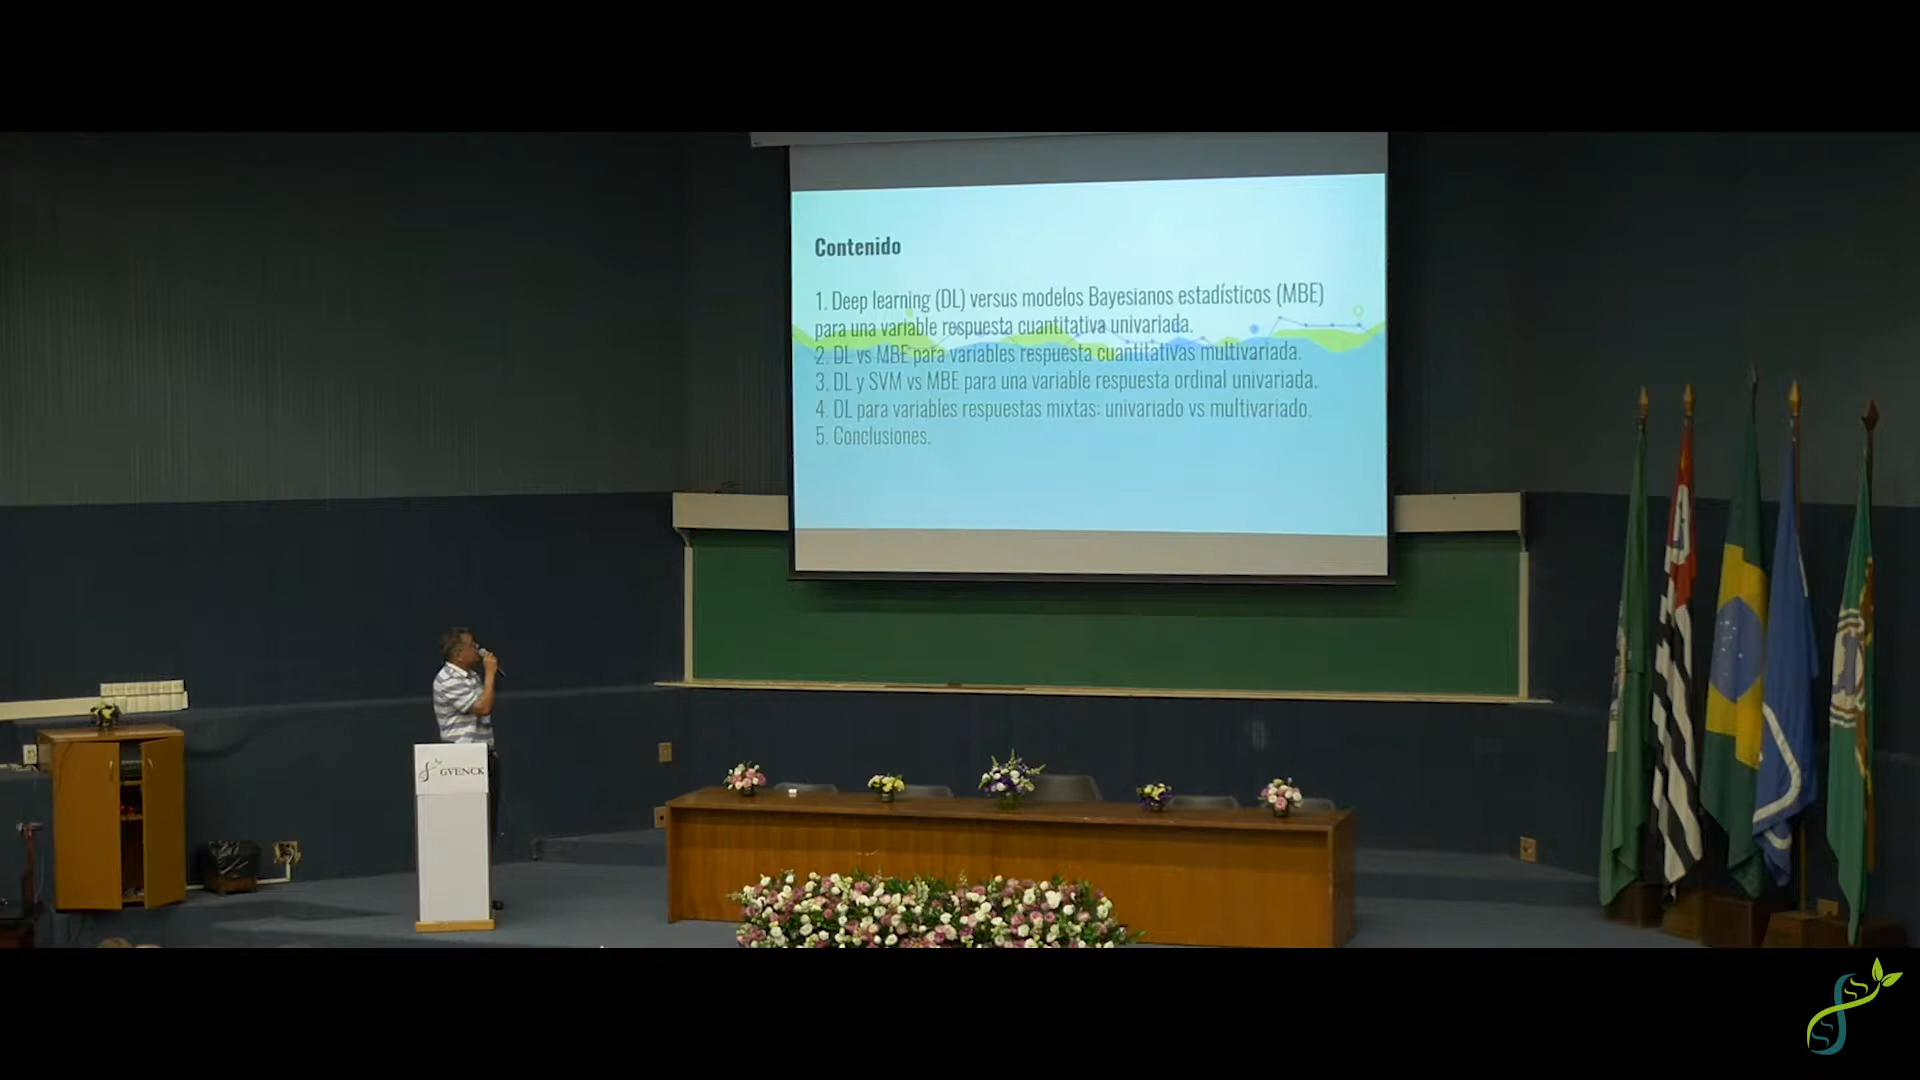 Contenido
1. Deep learning (DL) versus modelos Bayesianos estadísticos (MBE)
para una variable respuesta cuantitativa univariada.
2. DL vs MBE para variables respuesta cuantitativas multivariada.
3. DL y SVM vs MBE para una variable respuesta ordinal univariada.
4. DL para variables respuestas mixtas: univariado vs multivariado.
5. Conclusiones.
GVENCK